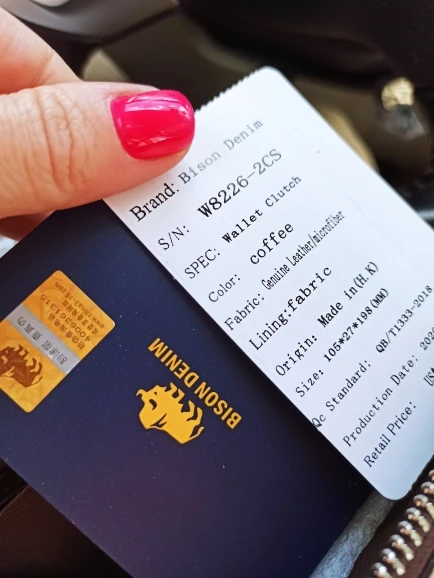 Brand: Bison Denim
S/N: W8226-2CS
SPEC: Wallet Clutch
Color: coffee
Fabric: Genuine Leather/microfiber
Lining:fabric
Origin: Made in(H.K)
Size: 105*27*198(MM)
Qc Standard: QB/T1333-2018
Production Date:
Retail Price:
BISON DENIM